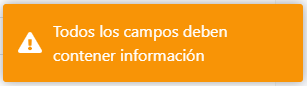 Todos los campos deben
contener información